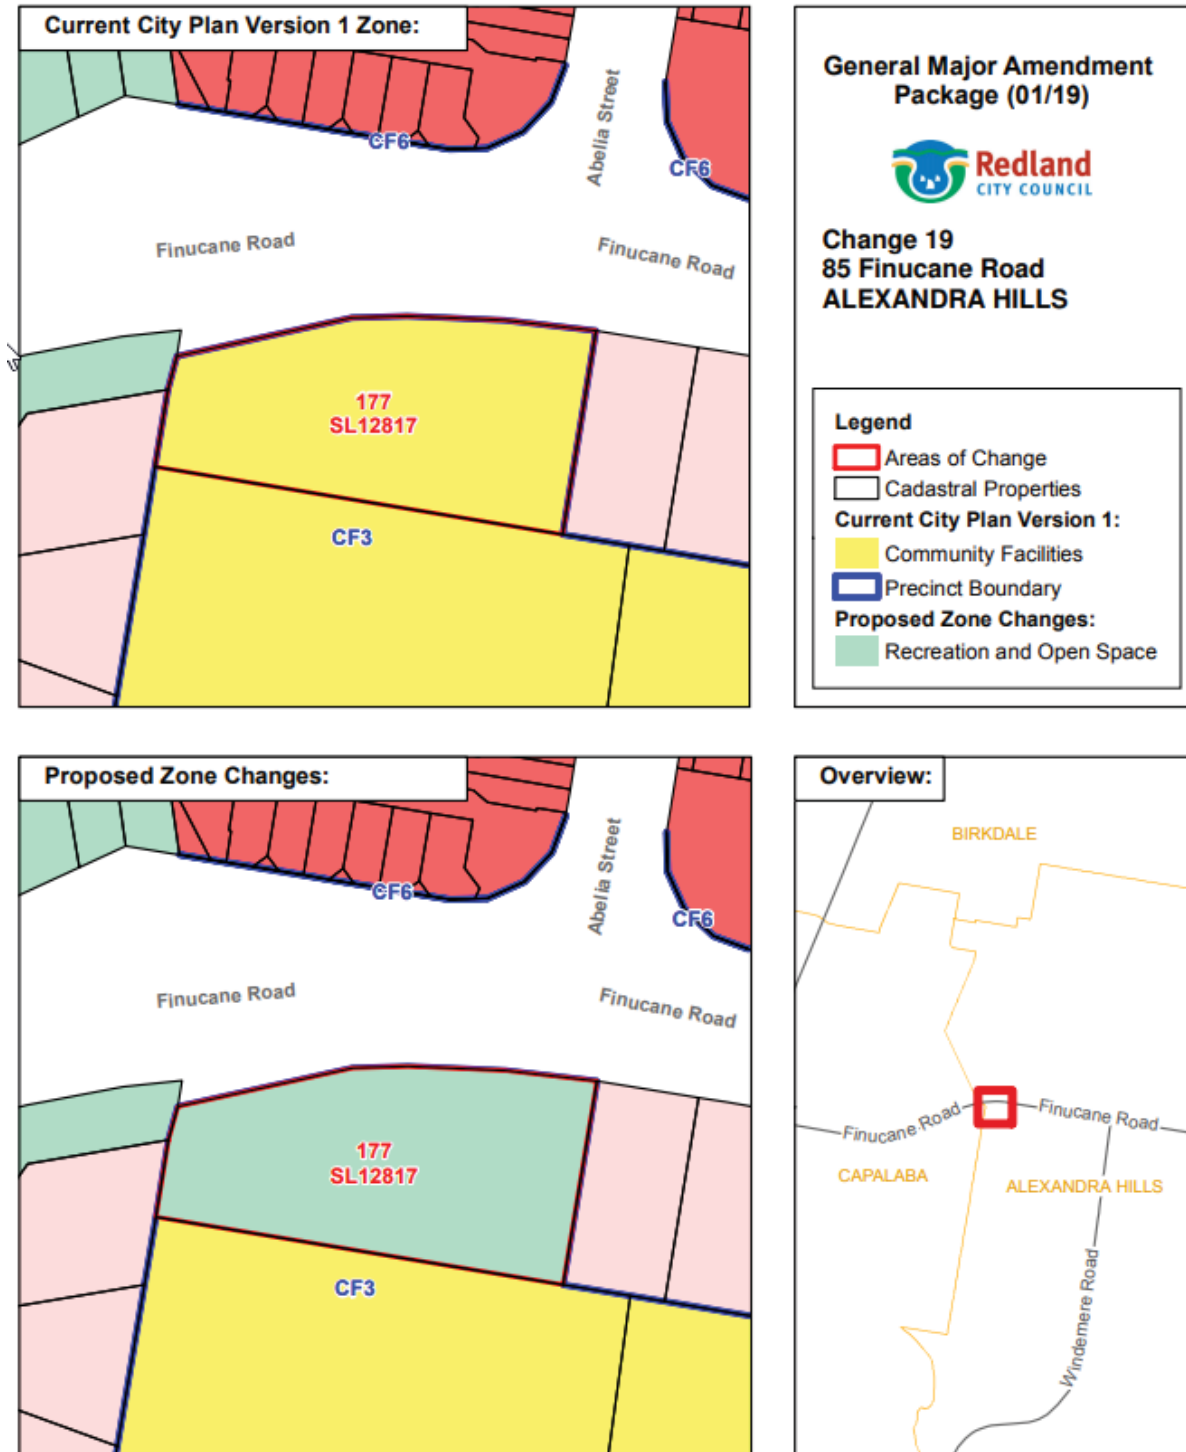 Current City Plan Version 1 Zone:
CF6
Abelia Street
CF6
Finucane Road
Finucane Road
177
SL12817
CF3
General Major Amendment
Package (01/19)
Redland
CITY COUNCIL
Change 19
85 Finucane Road
ALEXANDRA HILLS
Legend
Areas of Change
Cadastral Properties
Current City Plan Version 1:
Community Facilities
Precinct Boundary
Proposed Zone Changes:
Recreation and Open Space
Proposed Zone Changes:
CF6
Abelia Street
CF6
Finucane Road
Finucane Road
177
SL12817
CF3
Overview:
BIRKDALE
Finucane Road
Finucane Road
CAPALABA
ALEXANDRA HILLS
Windemere Road